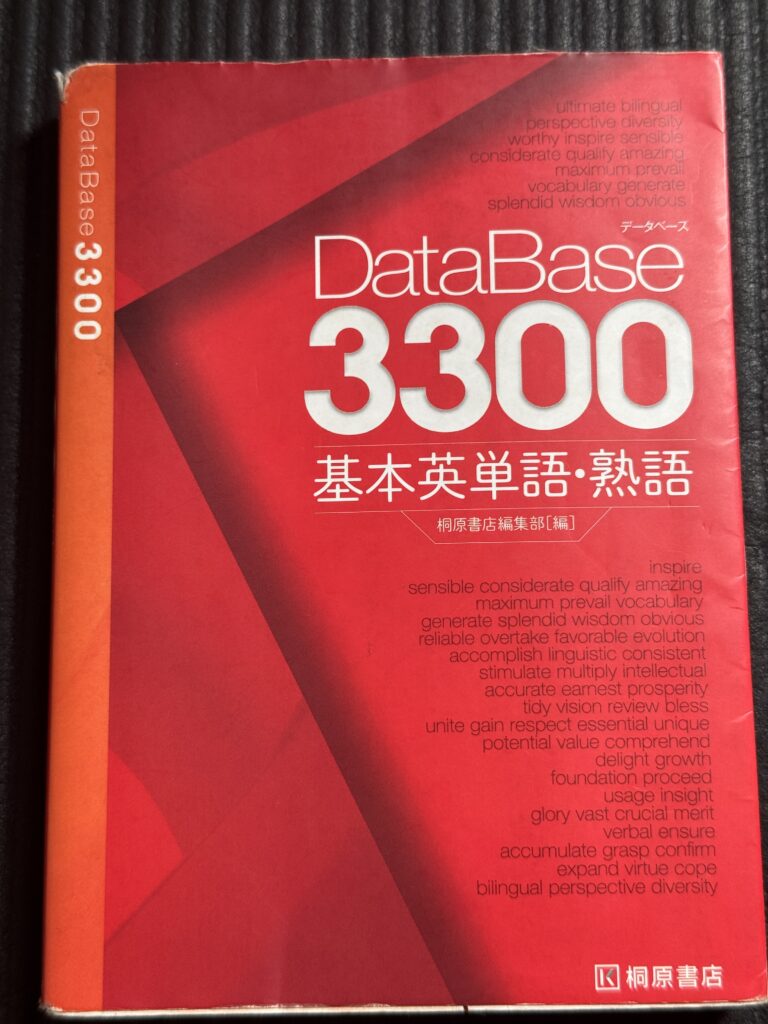 DataBase 3300
ultimate bilingual
perspective diversity
worthy inspire sensible
considerate qualify amazing
maximum prevail
vocabulary generate
splendid wisdom obvious
データベース
DataBase
3300
基本英単語・熟語
桐原書店編集部[編]
inspire
sensible considerate qualify amazing
maximum prevail vocabulary
generate splendid wisdom obvious
reliable overtake favorable evolution
accomplish linguistic consistent
stimulate multiply intellectual
accurate earnest prosperity
tidy vision review bless
unite gain respect essential unique
potential value comprehend
delight growth
foundation proceed
usage insight
glory vast crucial merit
verbal ensure
accumulate grasp confirm
expand virtue cope
bilingual perspective diversity
K 桐原書店